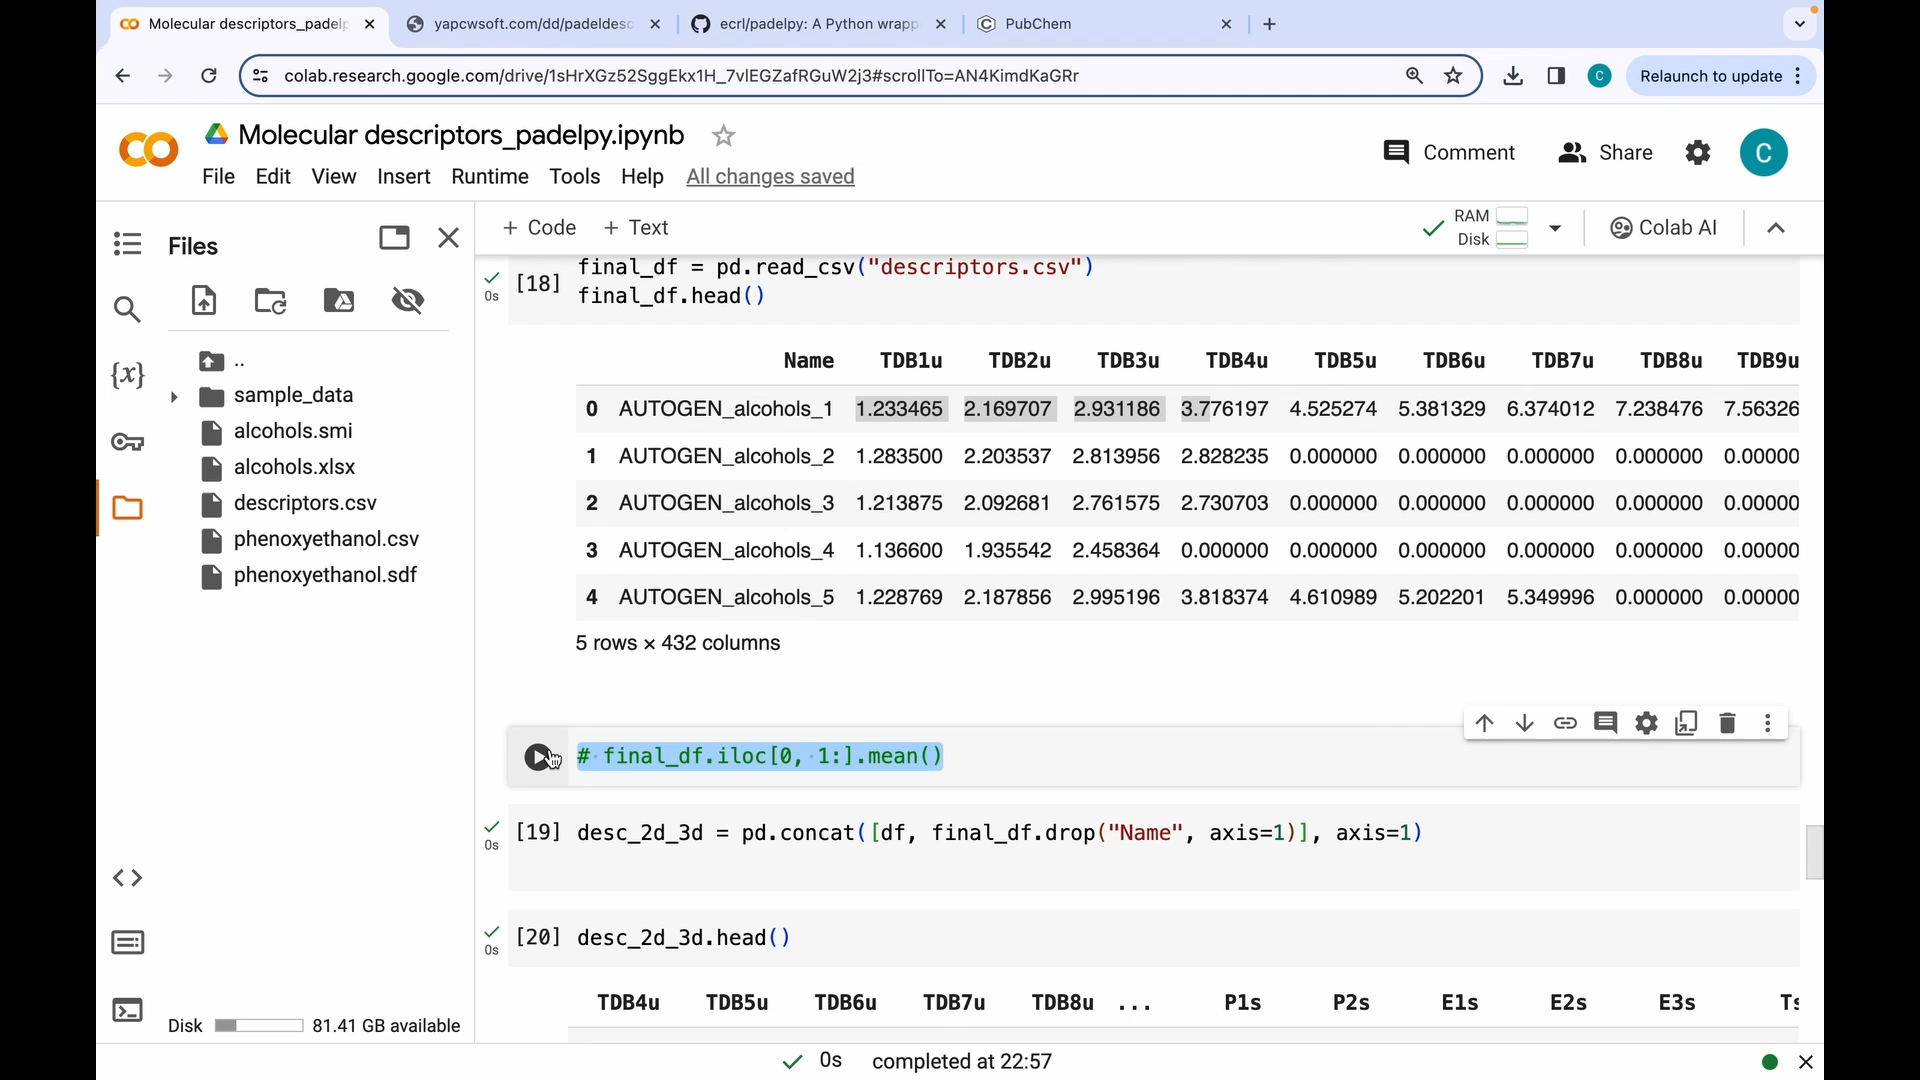 Molecular descriptors_padelp
yapcwsoft.com/dd/padeldesc
ecrl/padelpy: A Python wrapp
PubChem
colab.research.google.com/drive/1sHrXGz52SggEkx1H_7vlEGZafRGuW2j3#scrollTo=AN4KimdKaGRr
C
Relaunch to update
Molecular descriptors_padelpy.ipynb
File Edit View Insert Runtime Tools Help All changes saved
Comment
Share
C
Files
+ Code + Text
RAM
Disk
Colab AI
..
sample_data
alcohols.smi
alcohols.xlsx
descriptors.csv
phenoxyethanol.csv
phenoxyethanol.sdf
Disk 81.41 GB available
{x}
0s
[18] final_df = pd.read_csv("descriptors.csv")
final_df.head()
Name TDB1u TDB2u TDB3u TDB4u TDB5u TDB6u TDB7u TDB8u TDB9u
0 AUTOGEN_alcohols_1 1.233465 2.169707 2.931186 3.776197 4.525274 5.381329 6.374012 7.238476 7.56326
1 AUTOGEN_alcohols_2 1.283500 2.203537 2.813956 2.828235 0.000000 0.000000 0.000000 0.000000 0.00000
2 AUTOGEN_alcohols_3 1.213875 2.092681 2.761575 2.730703 0.000000 0.000000 0.000000 0.000000 0.00000
3 AUTOGEN_alcohols_4 1.136600 1.935542 2.458364 0.000000 0.000000 0.000000 0.000000 0.000000 0.00000
4 AUTOGEN_alcohols_5 1.228769 2.187856 2.995196 3.818374 4.610989 5.202201 5.349996 0.000000 0.00000
5 rows × 432 columns
# final_df.iloc[0, 1:].mean()
0s
[19] desc_2d_3d = pd.concat([df, final_df.drop("Name", axis=1)], axis=1)
0s
[20] desc_2d_3d.head()
TDB4u TDB5u TDB6u TDB7u TDB8u ... P1s P2s E1s E2s E3s Ts
0s completed at 22:57